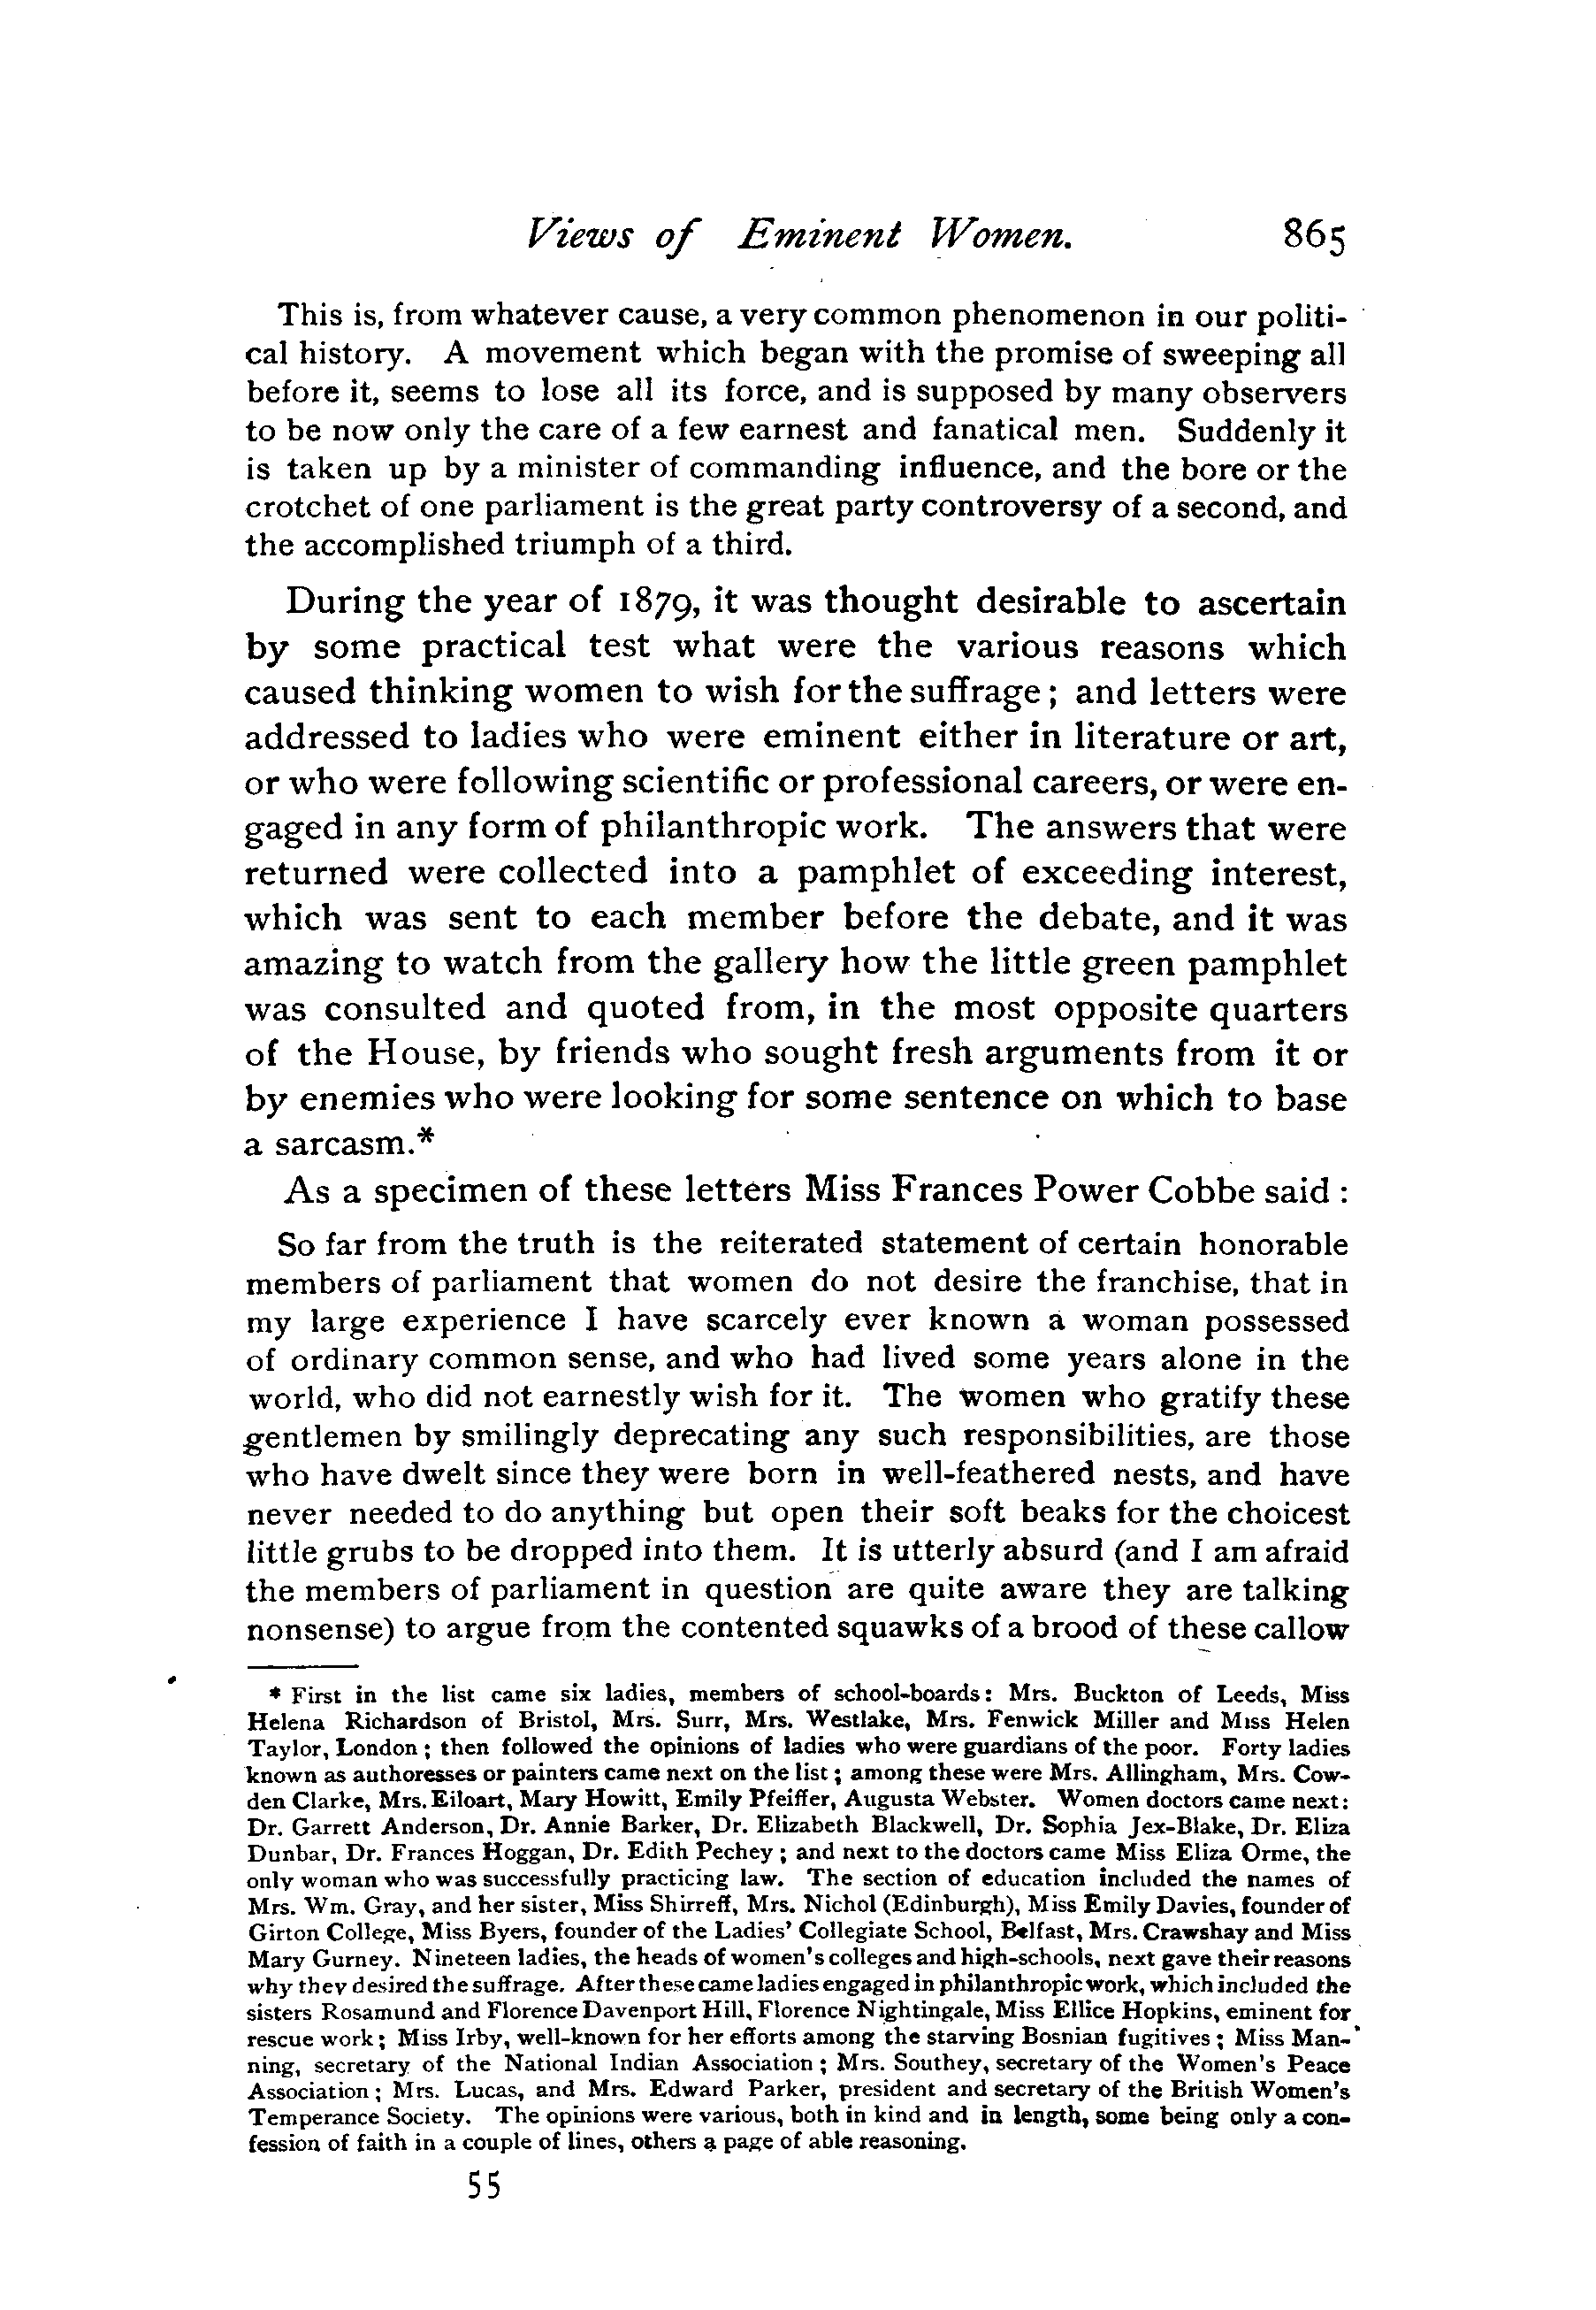 Views of Eminent Women. 865
This is, from whatever cause, a very common phenomenon in our politi-
cal history. A movement which began with the promise of sweeping all
before it, seems to lose all its force, and is supposed by many observers
to be now only the care of a few earnest and fanatical men. Suddenly it
is taken up by a minister of commanding influence, and the bore or the
crotchet of one parliament is the great party controversy of a second, and
the accomplished triumph of a third.
During the year of 1879, it was thought desirable to ascertain
by some practical test what were the various reasons which
caused thinking women to wish for the suffrage; and letters were
addressed to ladies who were eminent either in literature or art,
or who were following scientific or professional careers, or were en-
gaged in any form of philanthropic work. The answers that were
returned were collected into a pamphlet of exceeding interest,
which was sent to each member before the debate, and it was
amazing to watch from the gallery how the little green pamphlet
was consulted and quoted from, in the most opposite quarters
of the House, by friends who sought fresh arguments from it or
by enemies who were looking for some sentence on which to base
a sarcasm.*
As a specimen of these letters Miss Frances Power Cobbe said :
So far from the truth is the reiterated statement of certain honorable
members of parliament that women do not desire the franchise, that in
my large experience I have scarcely ever known a woman possessed
of ordinary common sense, and who had lived some years alone in the
world, who did not earnestly wish for it. The women who gratify these
gentlemen by smilingly deprecating any such responsibilities, are those
who have dwelt since they were born in well-feathered nests, and have
never needed to do anything but open their soft beaks for the choicest
little grubs to be dropped into them. It is utterly absurd (and I am afraid
the members of parliament in question are quite aware they are talking
nonsense) to argue from the contented squawks of a brood of these callow
* First in the list came six ladies, members of school-boards: Mrs. Buckton of Leeds, Miss
Helena Richardson of Bristol, Mrs. Surr, Mrs. Westlake, Mrs. Fenwick Miller and Miss Helen
Taylor, London ; then followed the opinions of ladies who were guardians of the poor. Forty ladies
known as authoresses or painters came next on the list ; among these were Mrs. Allingham, Mrs. Cow-
den Clarke, Mrs. Eiloart, Mary Howitt, Emily Pfeiffer, Augusta Webster. Women doctors came next:
Dr. Garrett Anderson, Dr. Annie Barker, Dr. Elizabeth Blackwell, Dr. Sophia Jex-Blake, Dr. Eliza
Dunbar, Dr. Frances Hoggan, Dr. Edith Pechey ; and next to the doctors came Miss Eliza Orme, the
only woman who was successfully practicing law. The section of education included the names of
Mrs. Wm. Gray, and her sister, Miss Shirreff, Mrs. Nichol (Edinburgh), Miss Emily Davies, founder of
Girton College, Miss Byers, founder of the Ladies' Collegiate School, Belfast, Mrs. Crawshay and Miss
Mary Gurney. Nineteen ladies, the heads of women's colleges and high-schools, next gave their reasons
why they desired the suffrage. After these came ladies engaged in philanthropic work, which included the
sisters Rosamund and Florence Davenport Hill, Florence Nightingale, Miss Ellice Hopkins, eminent for
rescue work ; Miss Irby, well-known for her efforts among the starving Bosnian fugitives ; Miss Man-
ning, secretary of the National Indian Association ; Mrs. Southey, secretary of the Women's Peace
Association ; Mrs. Lucas, and Mrs. Edward Parker, president and secretary of the British Women's
Temperance Society. The opinions were various, both in kind and in length, some being only a con-
fession of faith in a couple of lines, others a page of able reasoning.
55